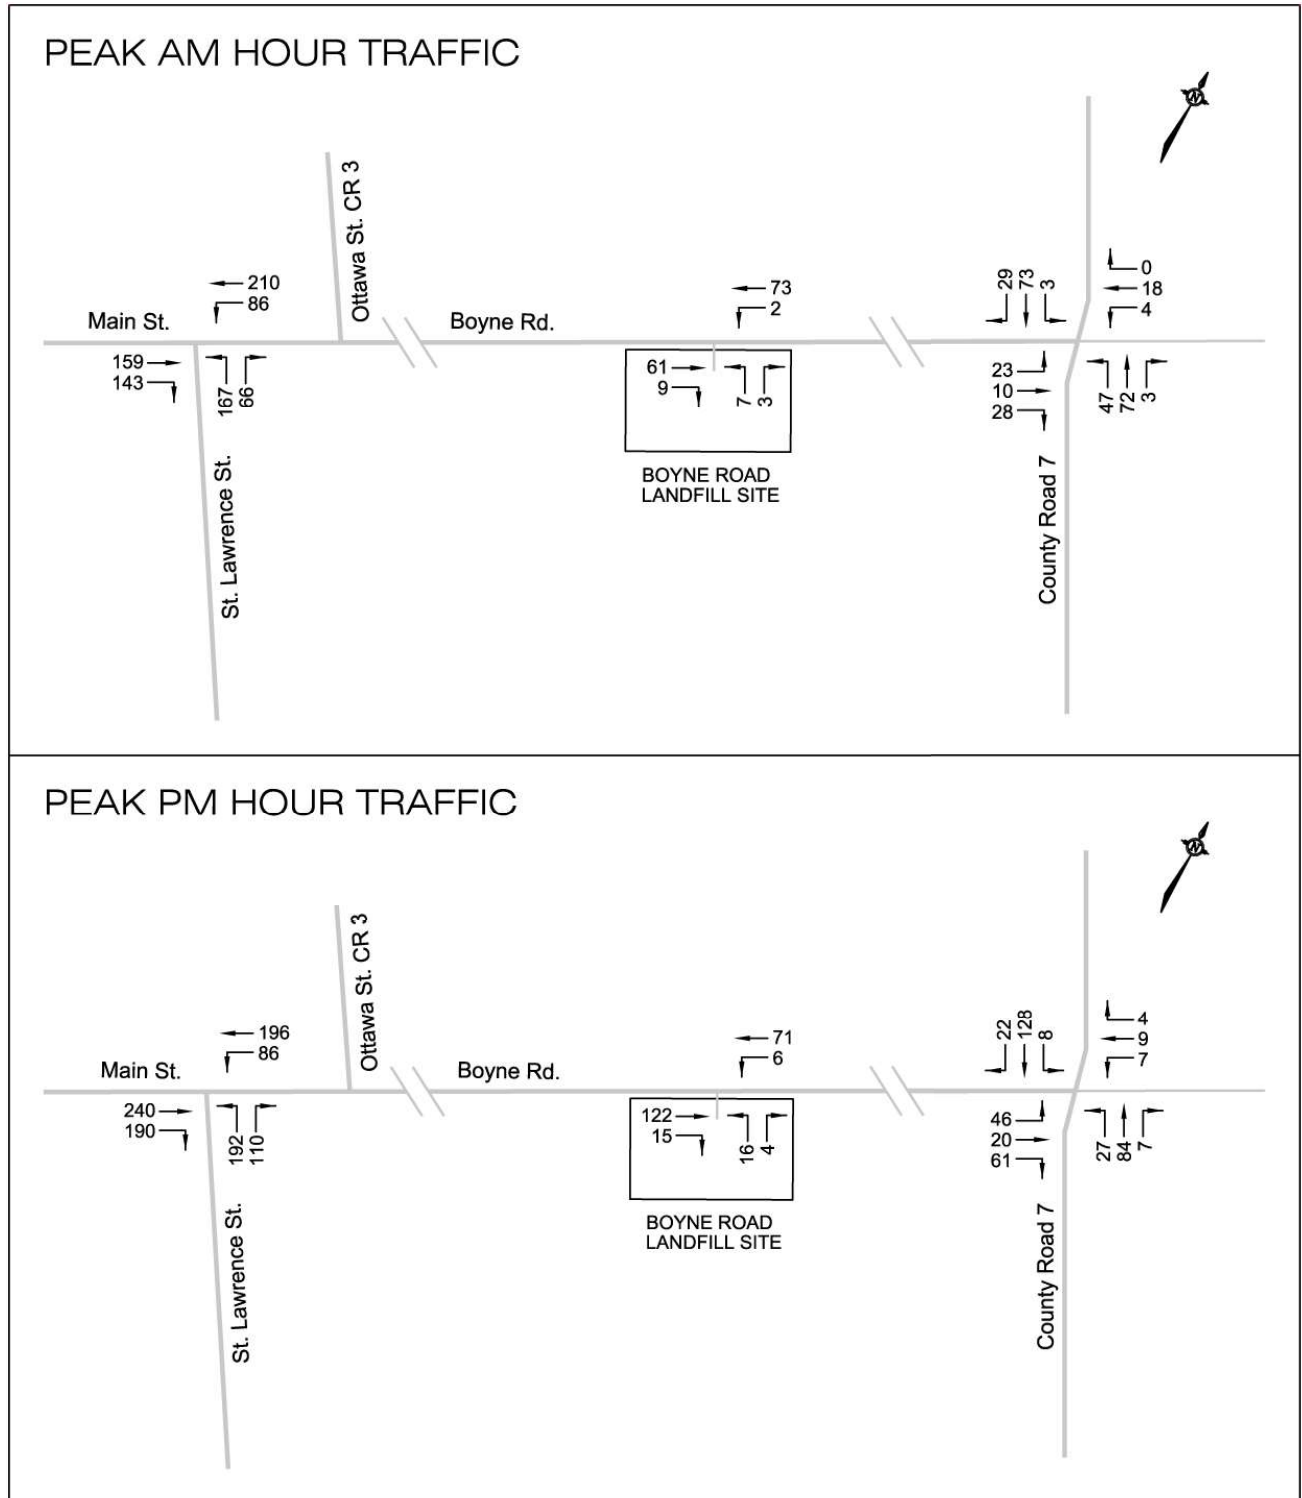 PEAK AM HOUR TRAFFIC
N
Ottawa St. CR 3
210
86
Main St.
159
143
167
66
St. Lawrence St.
Boyne Rd.
73
2
61
9
7
3
BOYNE ROAD
LANDFILL SITE
29
73
3
0
18
4
23
10
28
47
72
3
County Road 7
PEAK PM HOUR TRAFFIC
N
Ottawa St. CR 3
196
86
Main St.
240
190
192
110
St. Lawrence St.
Boyne Rd.
71
6
122
15
16
4
BOYNE ROAD
LANDFILL SITE
22
128
8
4
9
7
46
20
61
27
84
7
County Road 7